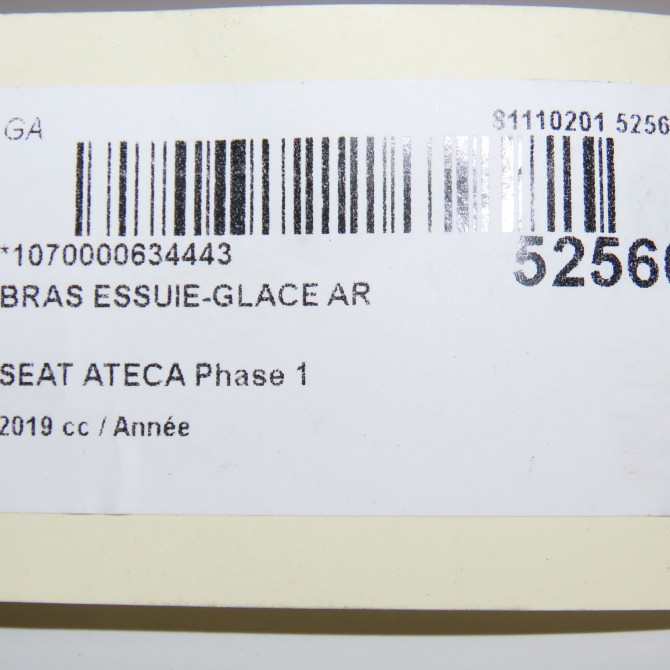 GA
S1110201 5256
*1070000634443
5256
BRAS ESSUIE-GLACE AR
SEAT ATECA Phase 1
2019 cc / Année